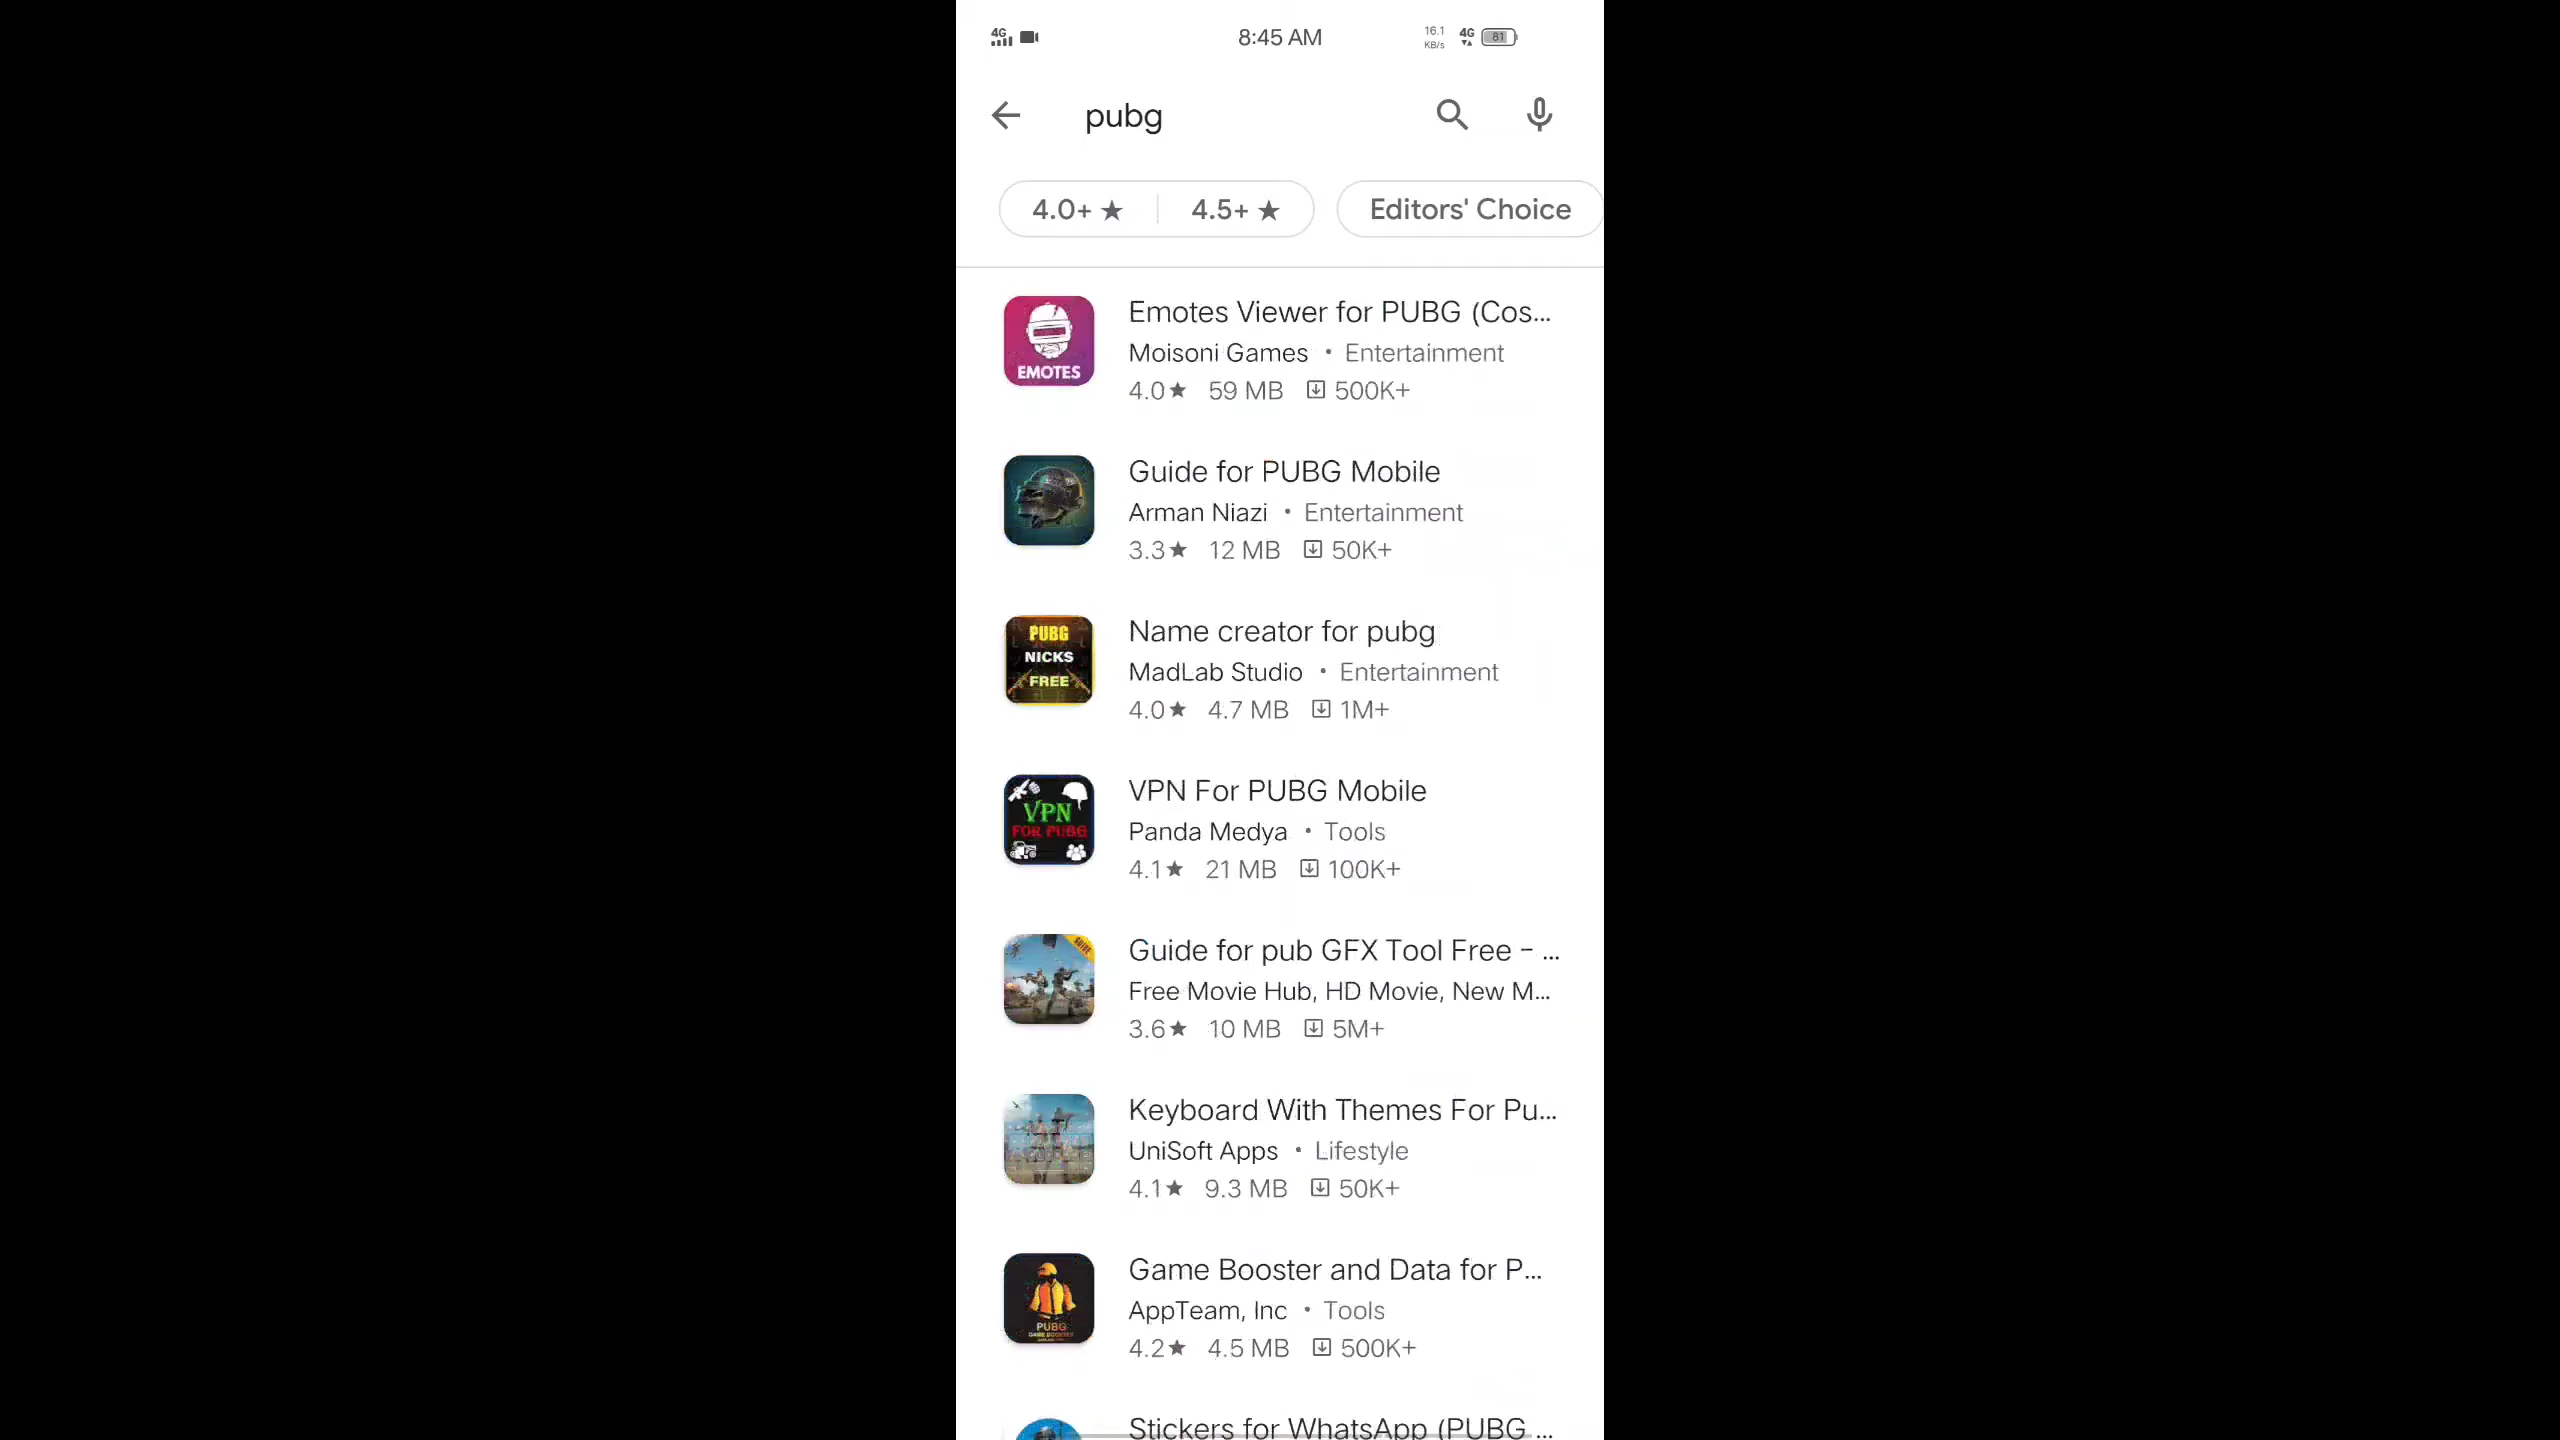 4G 8:45 AM 16.1 KB/s 4G 81
pubg
4.0+ ★ 4.5+ ★ Editors' Choice
Emotes Viewer for PUBG (Cos...
Moisoni Games • Entertainment
4.0★ 59 MB 500K+
EMOTES
Guide for PUBG Mobile
Arman Niazi • Entertainment
3.3★ 12 MB 50K+
PUBG
NICKS
FREE
Name creator for pubg
MadLab Studio • Entertainment
4.0★ 4.7 MB 1M+
VPN
FOR PUBG
VPN For PUBG Mobile
Panda Medya • Tools
4.1★ 21 MB 100K+
GUIDE
Guide for pub GFX Tool Free - ...
Free Movie Hub, HD Movie, New M...
3.6★ 10 MB 5M+
Keyboard With Themes For Pu...
UniSoft Apps • Lifestyle
4.1★ 9.3 MB 50K+
Game Booster and Data for P...
AppTeam, Inc • Tools
4.2★ 4.5 MB 500K+
PUBG
GAME BOOSTER
Stickers for WhatsApp (PUBG ...